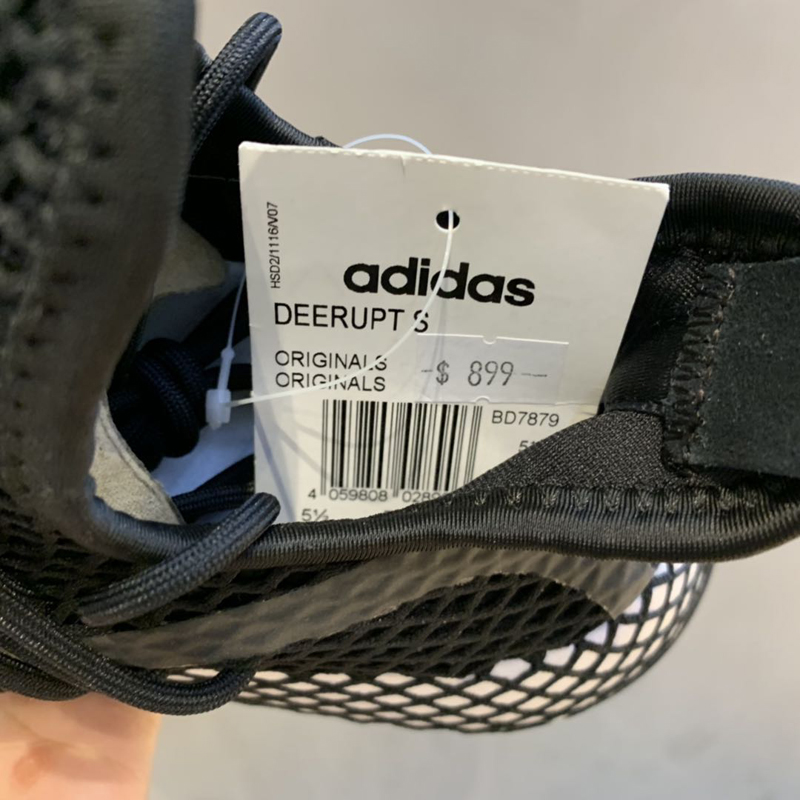 HSD2/1116/V07
adidas
DEERUPT S
ORIGINALS
ORIGINALS
-$ 899-
BD7879
4 059808
5½